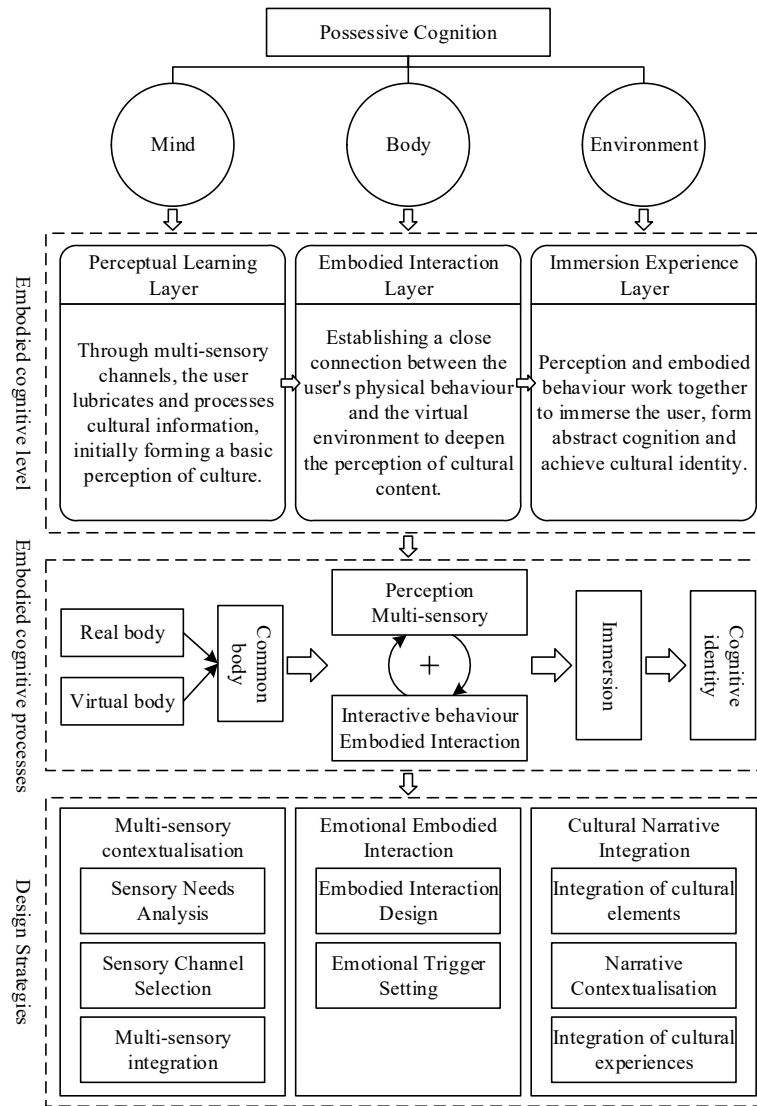 Possessive Cognition
Mind
Body
Environment
Embodied cognitive level
Perceptual Learning
Layer
Through multi-sensory
channels, the user
lubricates and processes
cultural information,
initially forming a basic
perception of culture.
Embodied Interaction
Layer
Establishing a close
connection between the
user's physical behaviour
and the virtual
environment to deepen
the perception of cultural
content.
Immersion Experience
Layer
Perception and embodied
behaviour work together
to immerse the user, form
abstract cognition and
achieve cultural identity.
Embodied cognitive processes
Real body
Virtual body
Common
body
Perception
Multi-sensory
+
Interactive behaviour
Embodied Interaction
Immersion
Cognitive
identity
Design Strategies
Multi-sensory
contextualisation
Sensory Needs
Analysis
Sensory Channel
Selection
Multi-sensory
integration
Emotional Embodied
Interaction
Embodied Interaction
Design
Emotional Trigger
Setting
Cultural Narrative
Integration
Integration of cultural
elements
Narrative
Contextualisation
Integration of cultural
experiences